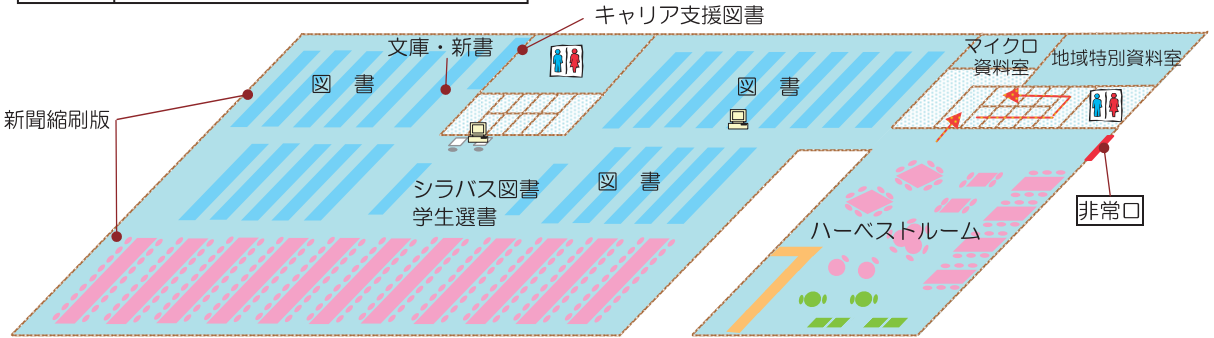 キャリア支援図書
文庫・新書
図 書
新聞縮刷版
図 書
マイクロ
資料室
地域特別資料室
シラバス図書
学生選書
図 書
ハーベストルーム
非常口